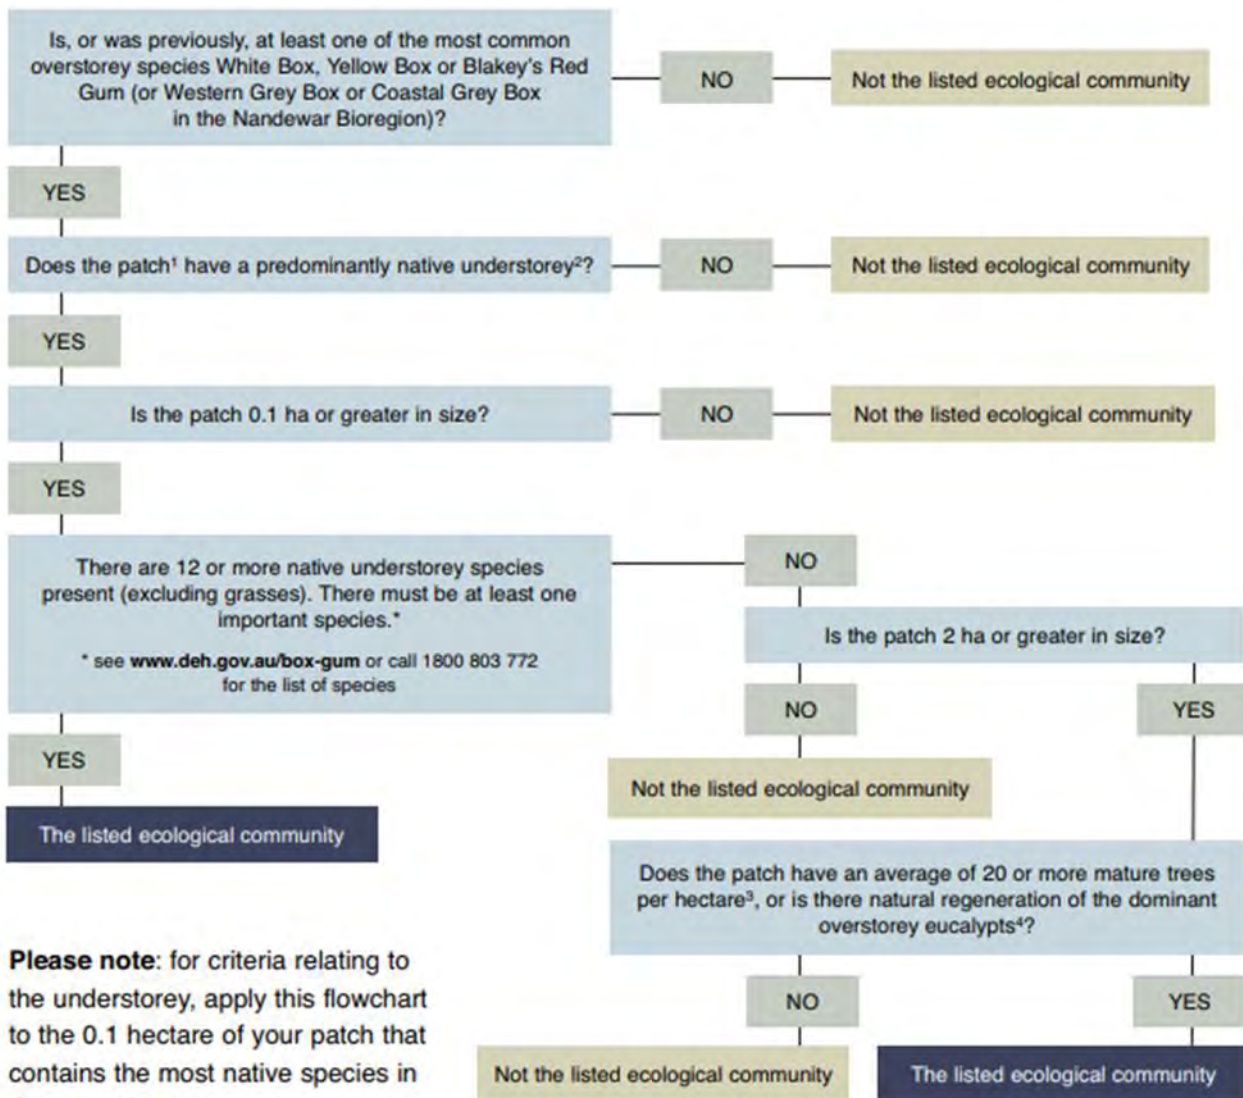 Is, or was previously, at least one of the most common
overstorey species White Box, Yellow Box or Blakey's Red
Gum (or Western Grey Box or Coastal Grey Box
in the Nandewar Bioregion)?
NO
Not the listed ecological community
YES
Does the patch¹ have a predominantly native understorey²?
NO
Not the listed ecological community
YES
Is the patch 0.1 ha or greater in size?
NO
Not the listed ecological community
YES
There are 12 or more native understorey species
present (excluding grasses). There must be at least one
important species.*
* see www.deh.gov.au/box-gum or call 1800 803 772
for the list of species
NO
Is the patch 2 ha or greater in size?
NO
YES
YES
Not the listed ecological community
The listed ecological community
Does the patch have an average of 20 or more mature trees
per hectare³, or is there natural regeneration of the dominant
overstorey eucalypts⁴?
NO
YES
Not the listed ecological community
The listed ecological community
Please note: for criteria relating to
the understorey, apply this flowchart
to the 0.1 hectare of your patch that
contains the most native species in